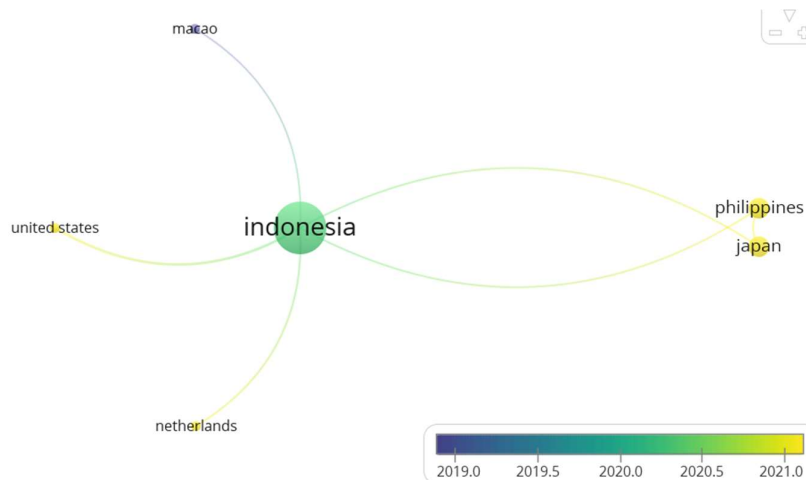 macao
philippines
indonesia
united states
japan
netherlands
2019.0 2019.5 2020.0 2020.5 2021.0